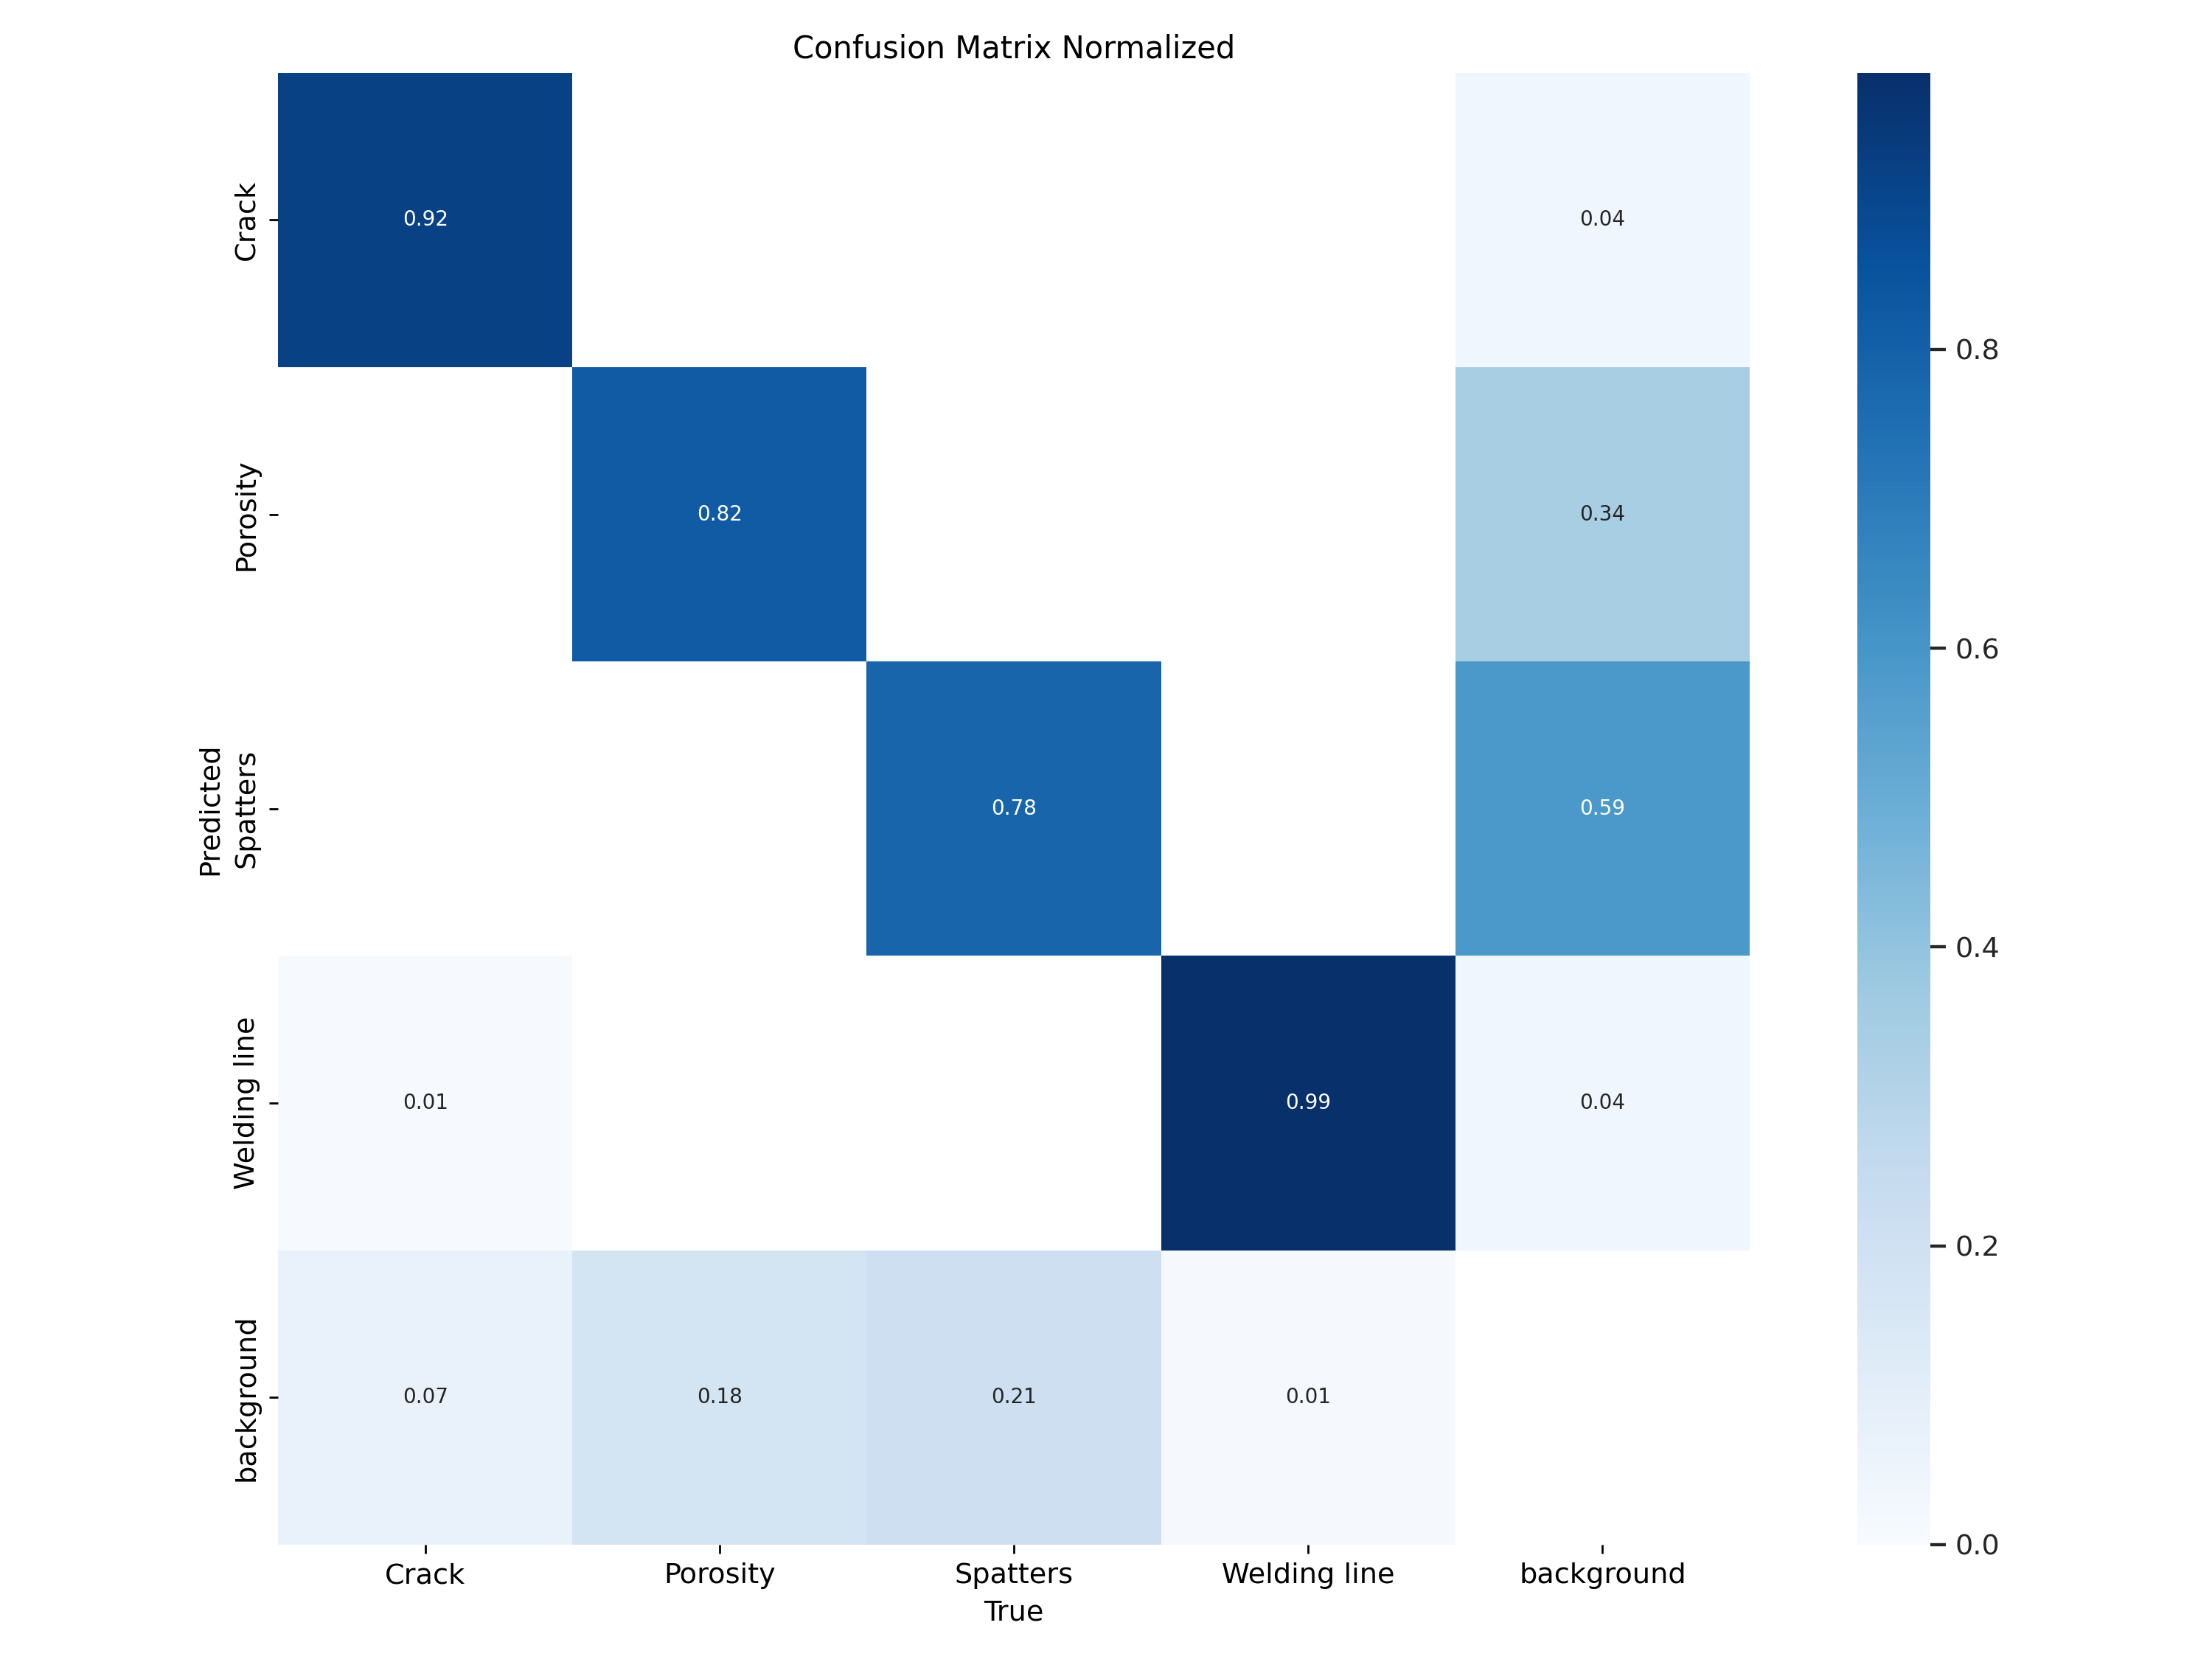 Confusion Matrix Normalized
Predicted
Crack
0.92
0.04
Porosity
0.82
0.34
Spatters
0.78
0.59
Welding line
0.01
0.99
0.04
background
0.07
0.18
0.21
0.01
Crack
Porosity
Spatters
Welding line
background
True
0.8
0.6
0.4
0.2
0.0